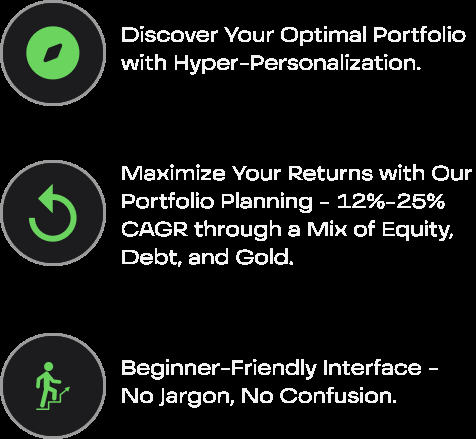 Discover Your Optimal Portfolio
with Hyper-Personalization.
Maximize Your Returns with Our
Portfolio Planning - 12%-25%
CAGR through a Mix of Equity,
Debt, and Gold.
Beginner-Friendly Interface -
No Jargon, No Confusion.